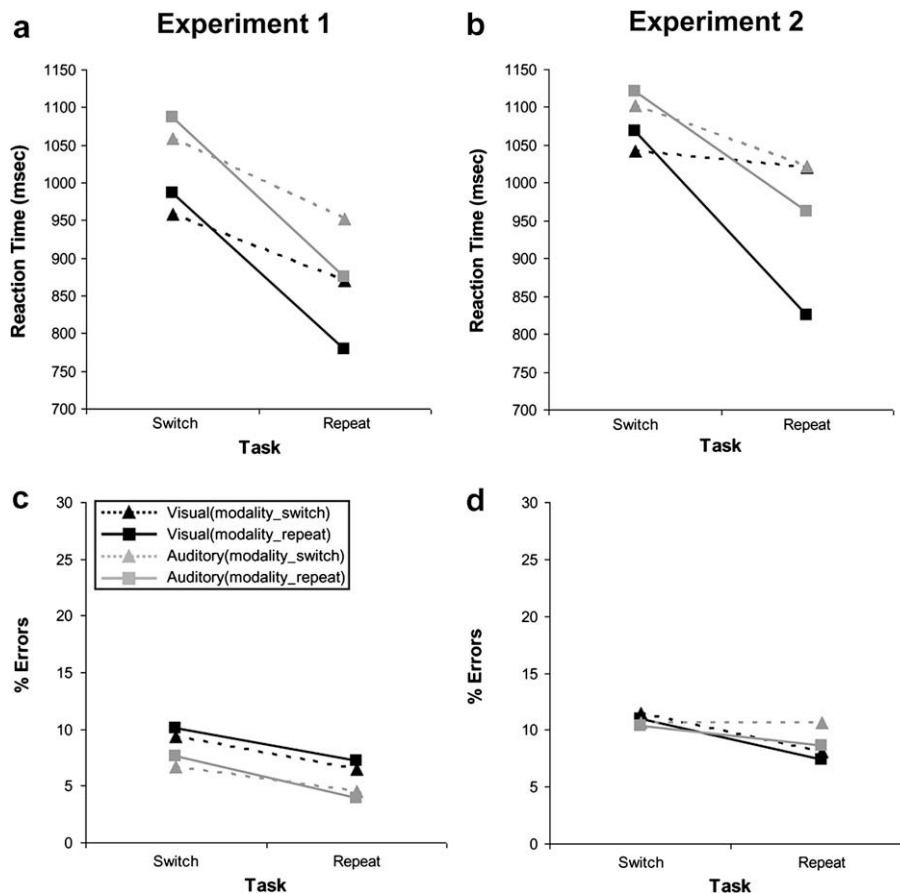 a Experiment 1
Reaction Time (msec)
1150
1100
1050
1000
950
900
850
800
750
700
Switch Repeat
Task
b Experiment 2
Reaction Time (msec)
1150
1100
1050
1000
950
900
850
800
750
700
Switch Repeat
Task
c
% Errors
30
25
20
15
10
5
0
Visual(modality_switch)
Visual(modality_repeat)
Auditory(modality_switch)
Auditory(modality_repeat)
Switch Repeat
Task
d
% Errors
30
25
20
15
10
5
0
Switch Repeat
Task